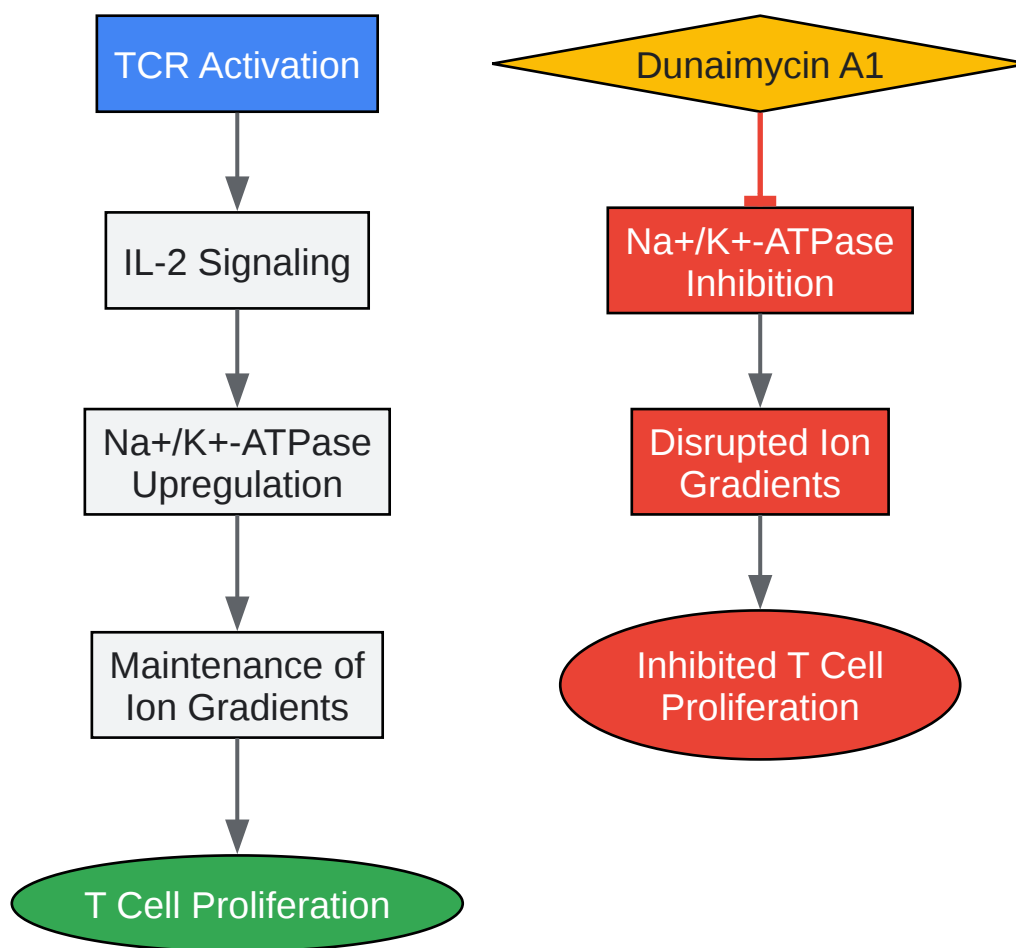 TCR Activation
IL-2 Signaling
Na+/K+-ATPase
Upregulation
Maintenance of
Ion Gradients
T Cell Proliferation
Dunaimycin A1
Na+/K+-ATPase
Inhibition
Disrupted Ion
Gradients
Inhibited T Cell
Proliferation